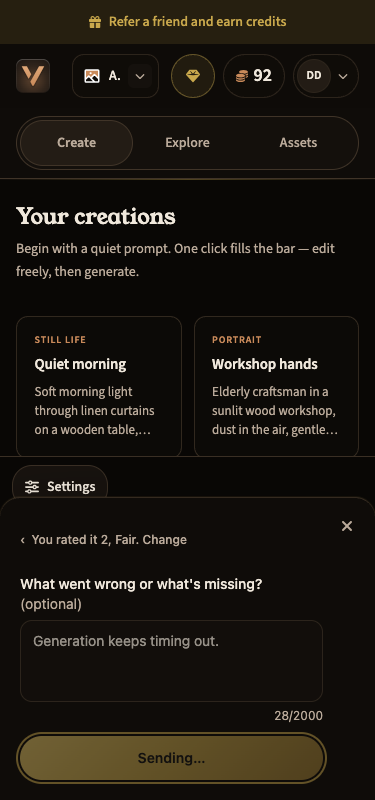 Refer a friend and earn credits
A.
92
DD
Create
Explore
Assets
Your creations
Begin with a quiet prompt. One click fills the bar — edit
freely, then generate.
STILL LIFE
Quiet morning
Soft morning light
through linen curtains
on a wooden table,...
PORTRAIT
Workshop hands
Elderly craftsman in a
sunlit wood workshop,
dust in the air, gentle...
Settings
‹ You rated it 2, Fair. Change
What went wrong or what's missing?
(optional)
Generation keeps timing out.
28/2000
Sending...